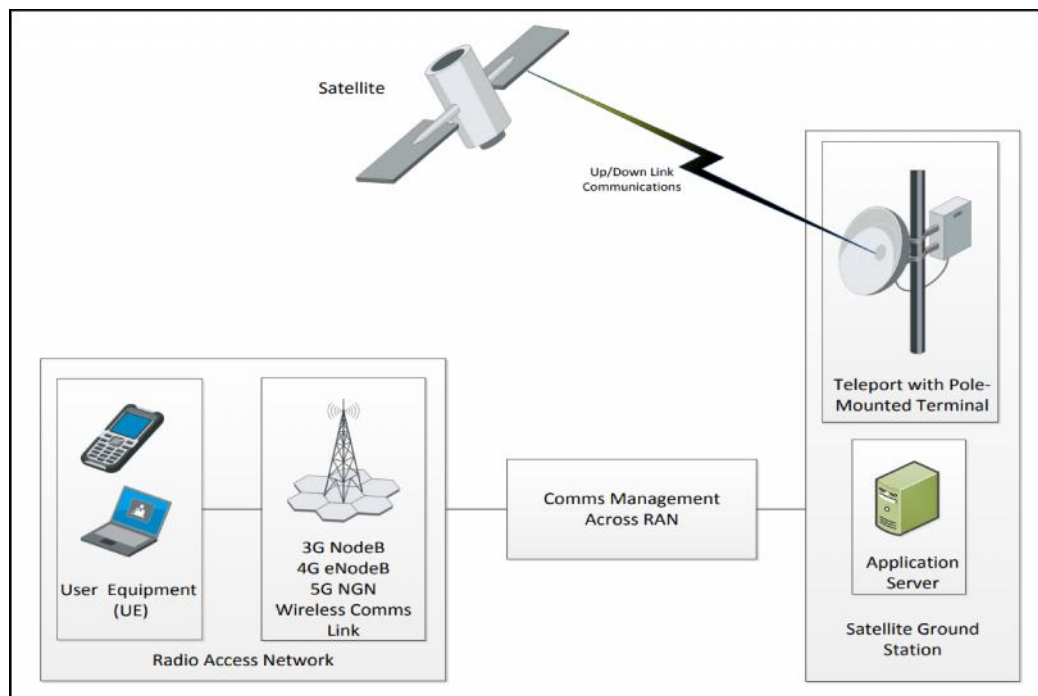 Satellite
Up/Down Link
Communications
Teleport with Pole-
Mounted Terminal
User Equipment
(UE)
3G NodeB
4G eNodeB
5G NGN
Wireless Comms
Link
Radio Access Network
Comms Management
Across RAN
Application
Server
Satellite Ground
Station